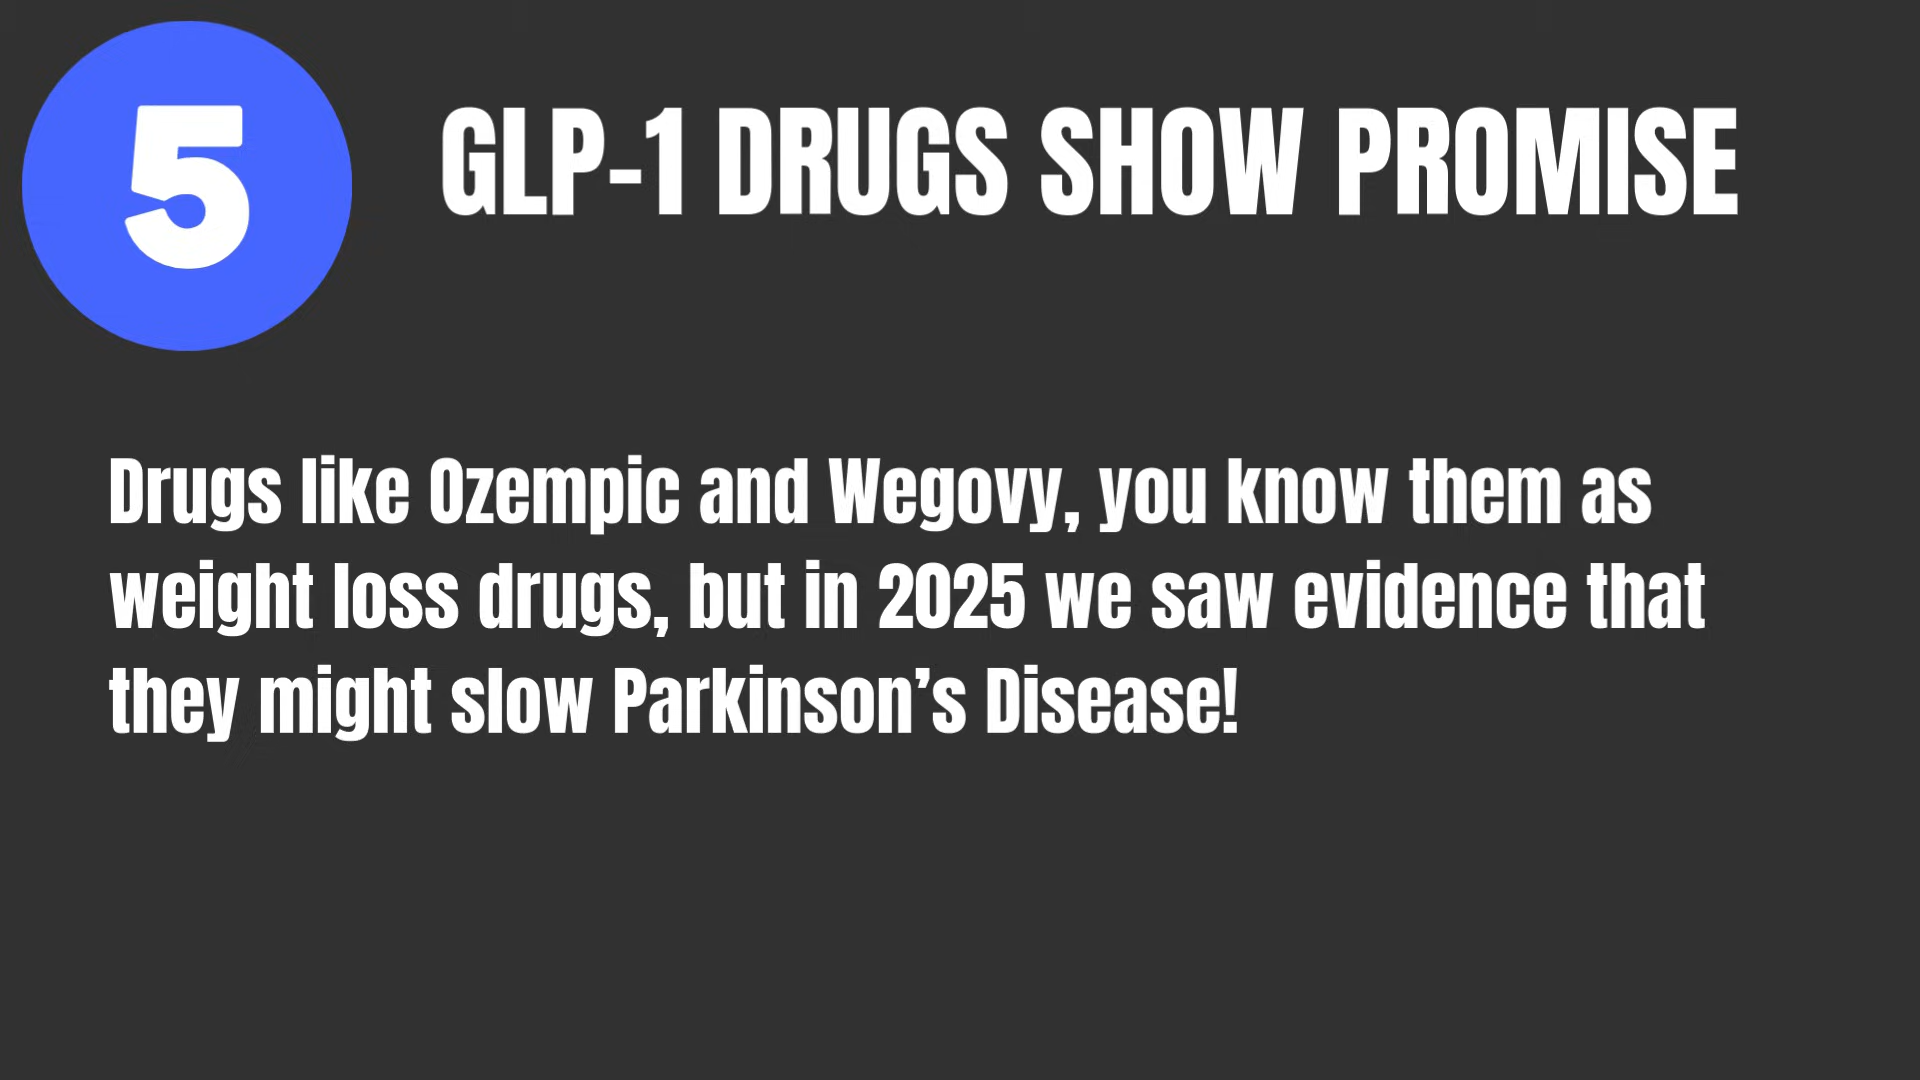 5
GLP-1 DRUGS SHOW PROMISE
Drugs like Ozempic and Wegovy, you know them as
weight loss drugs, but in 2025 we saw evidence that
they might slow Parkinson’s Disease!